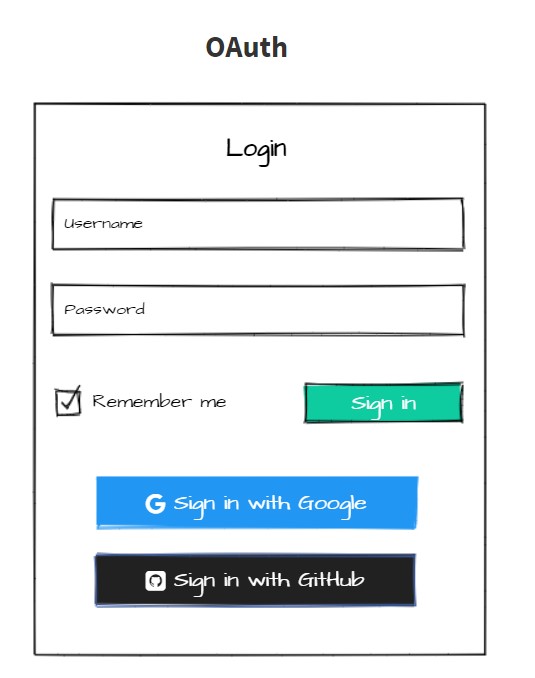 OAuth
Login
Username
Password
Remember me
Sign in
G Sign in with Google
Sign in with GitHub